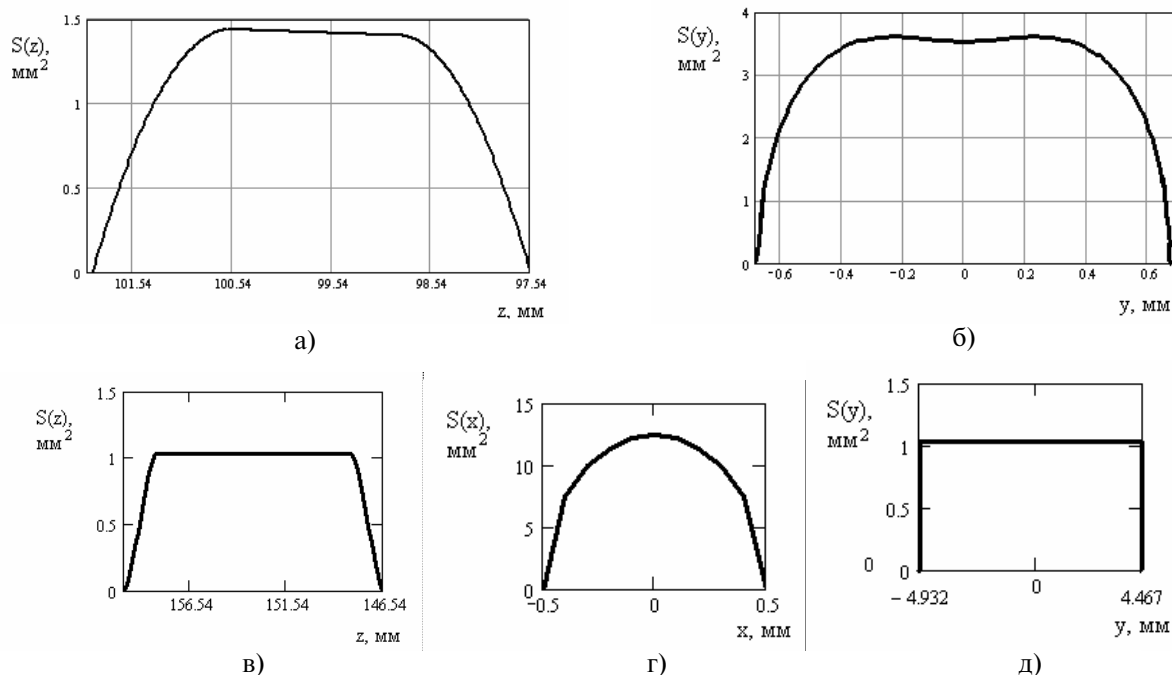 S(z),
мм²
1.5
1
0.5
0
101.54 100.54 99.54 98.54 97.54
z, мм
а)
S(y),
мм²
4
3
2
1
0
-0.6 -0.4 -0.2 0 0.2 0.4 0.6
y, мм
б)
S(z),
мм²
1.5
1
0.5
0
156.54 151.54 146.54
z, мм
в)
S(x),
мм²
15
10
5
0
-0.5 0 0.5
x, мм
г)
S(y),
мм²
1.5
1
0.5
0 0
0
-4.932 4.467
y, мм
д)